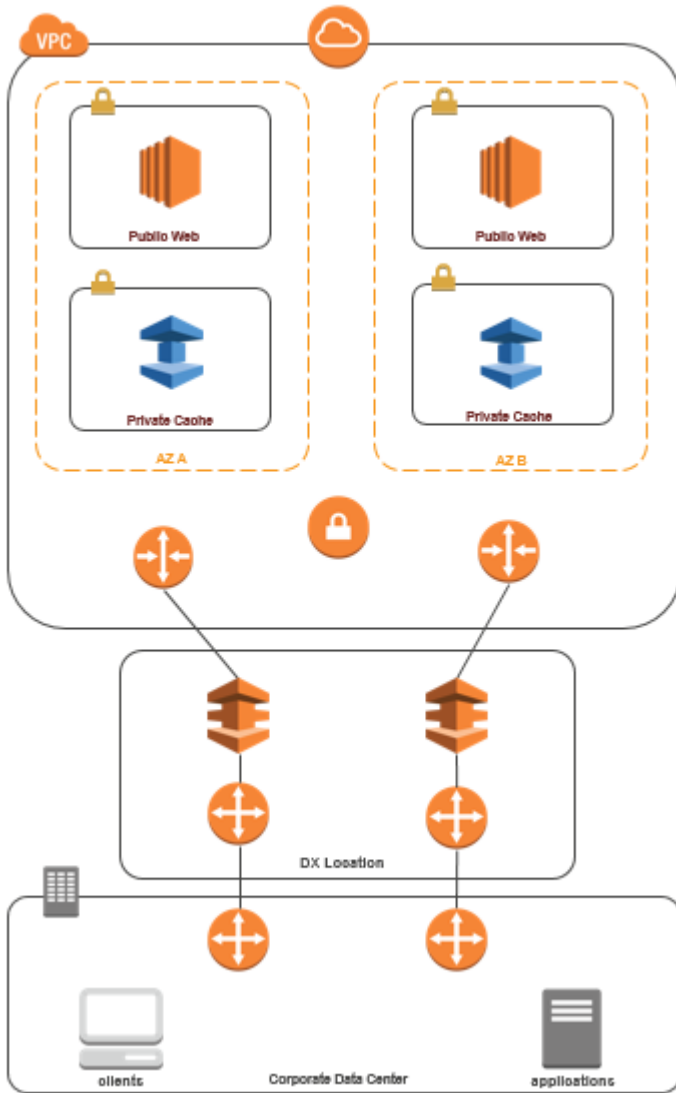 VPC
Public Web
Public Web
Private Cache
Private Cache
AZ A
AZ B
DX Location
clients
Corporate Data Center
applications